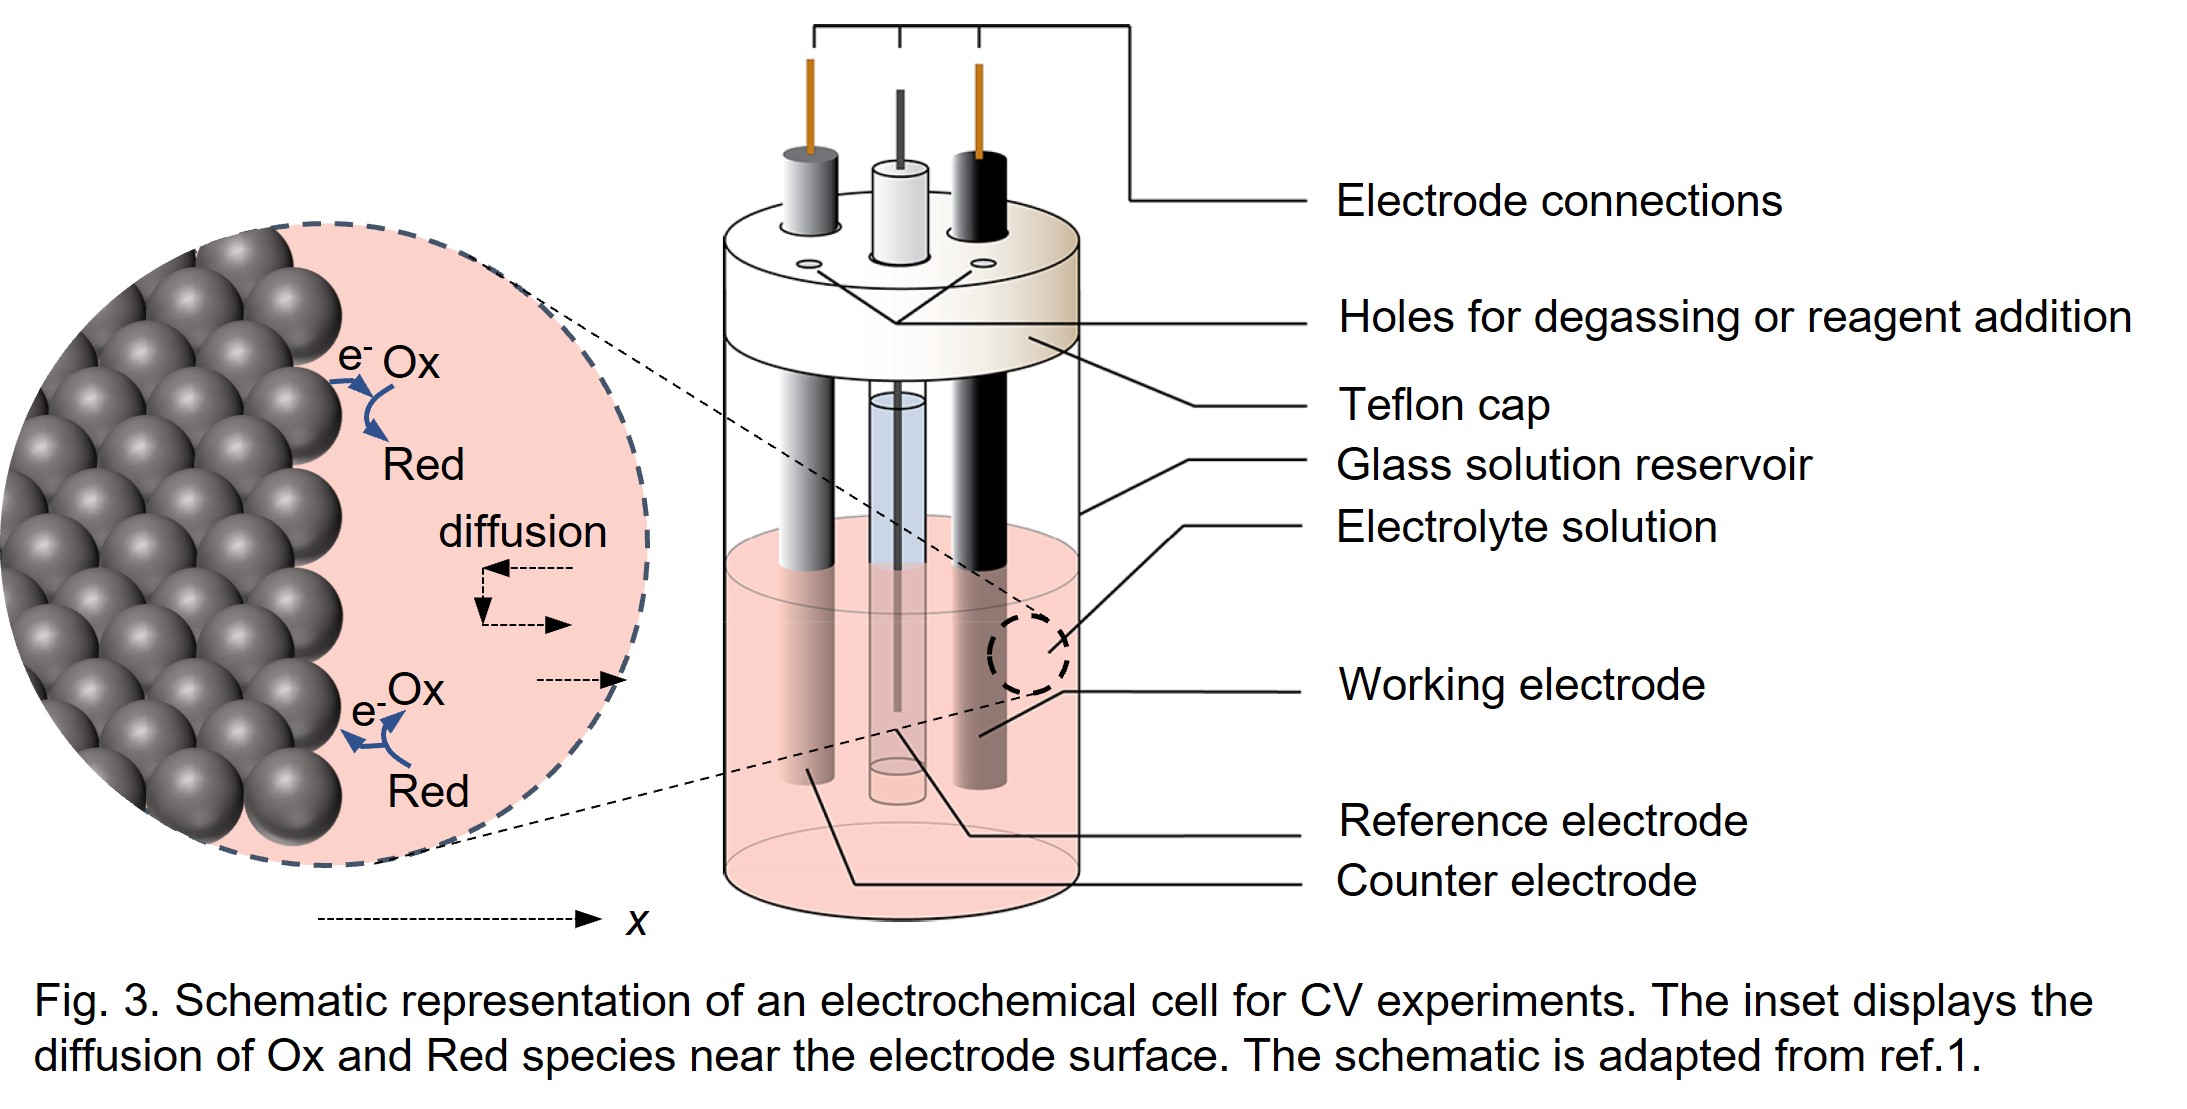 Electrode connections
Holes for degassing or reagent addition
Teflon cap
Glass solution reservoir
Electrolyte solution
Working electrode
Reference electrode
Counter electrode
e- Ox
Red
diffusion
e- Ox
Red
x
Fig. 3. Schematic representation of an electrochemical cell for CV experiments. The inset displays the
diffusion of Ox and Red species near the electrode surface. The schematic is adapted from ref.1.